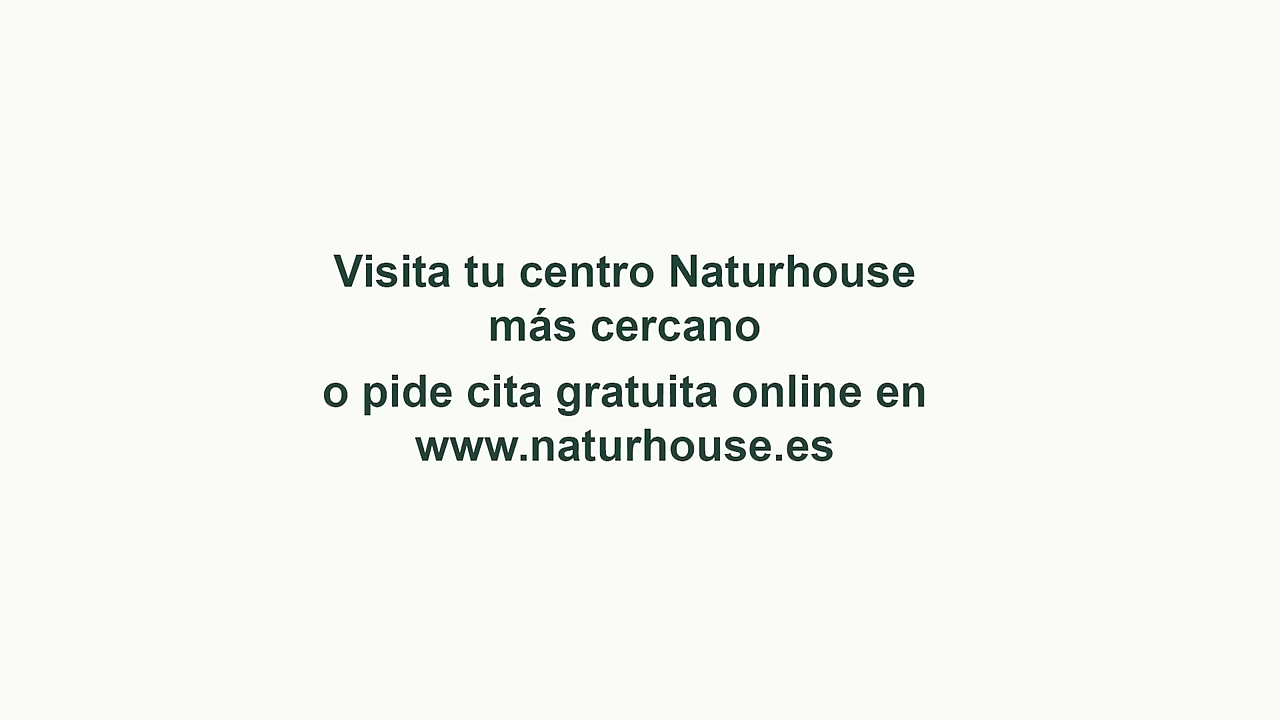 Visita tu centro Naturhouse
más cercano
o pide cita gratuita online en
www.naturhouse.es